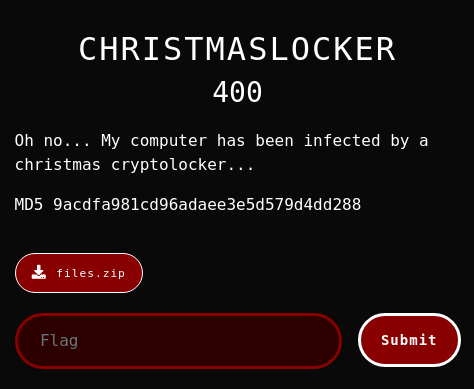 CHRISTMASLOCKER
400
Oh no... My computer has been infected by a
christmas cryptolocker...
MD5 9acdfa981cd96adaee3e5d579d4dd288
files.zip
Flag
Submit